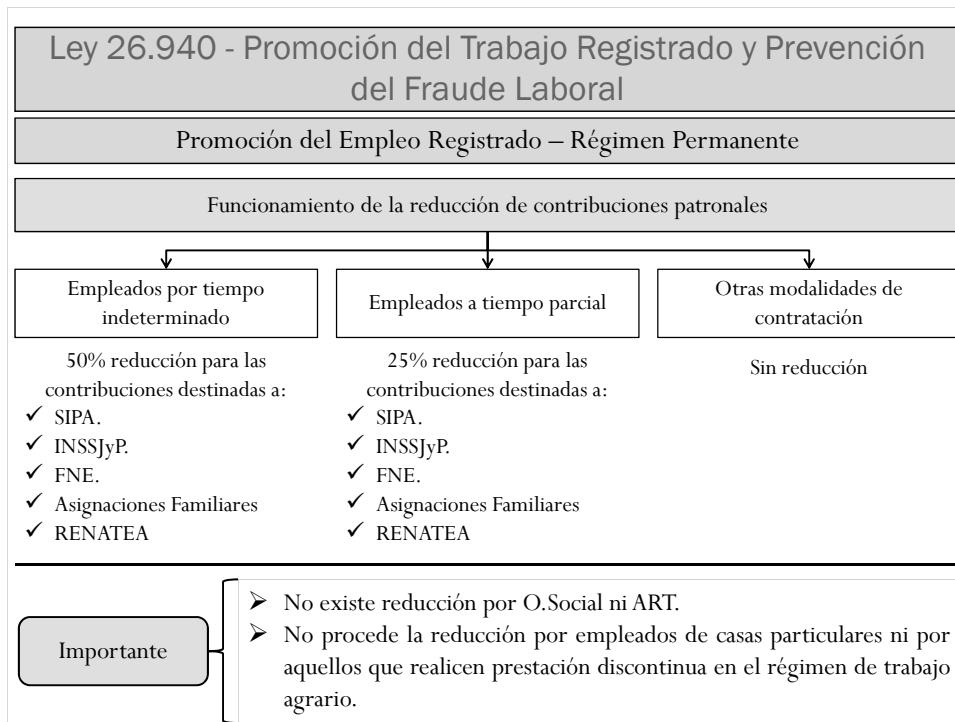 Ley 26.940 - Promoción del Trabajo Registrado y Prevención
del Fraude Laboral
Promoción del Empleo Registrado – Régimen Permanente
Funcionamiento de la reducción de contribuciones patronales
Empleados por tiempo
indeterminado
50% reducción para las
contribuciones destinadas a:
✓ SIPA.
✓ INSSJyP.
✓ FNE.
✓ Asignaciones Familiares
✓ RENATEA
Empleados a tiempo parcial
25% reducción para las
contribuciones destinadas a:
✓ SIPA.
✓ INSSJyP.
✓ FNE.
✓ Asignaciones Familiares
✓ RENATEA
Otras modalidades de
contratación
Sin reducción
Importante
➢ No existe reducción por O.Social ni ART.
➢ No procede la reducción por empleados de casas particulares ni por
aquellos que realicen prestación discontinua en el régimen de trabajo
agrario.